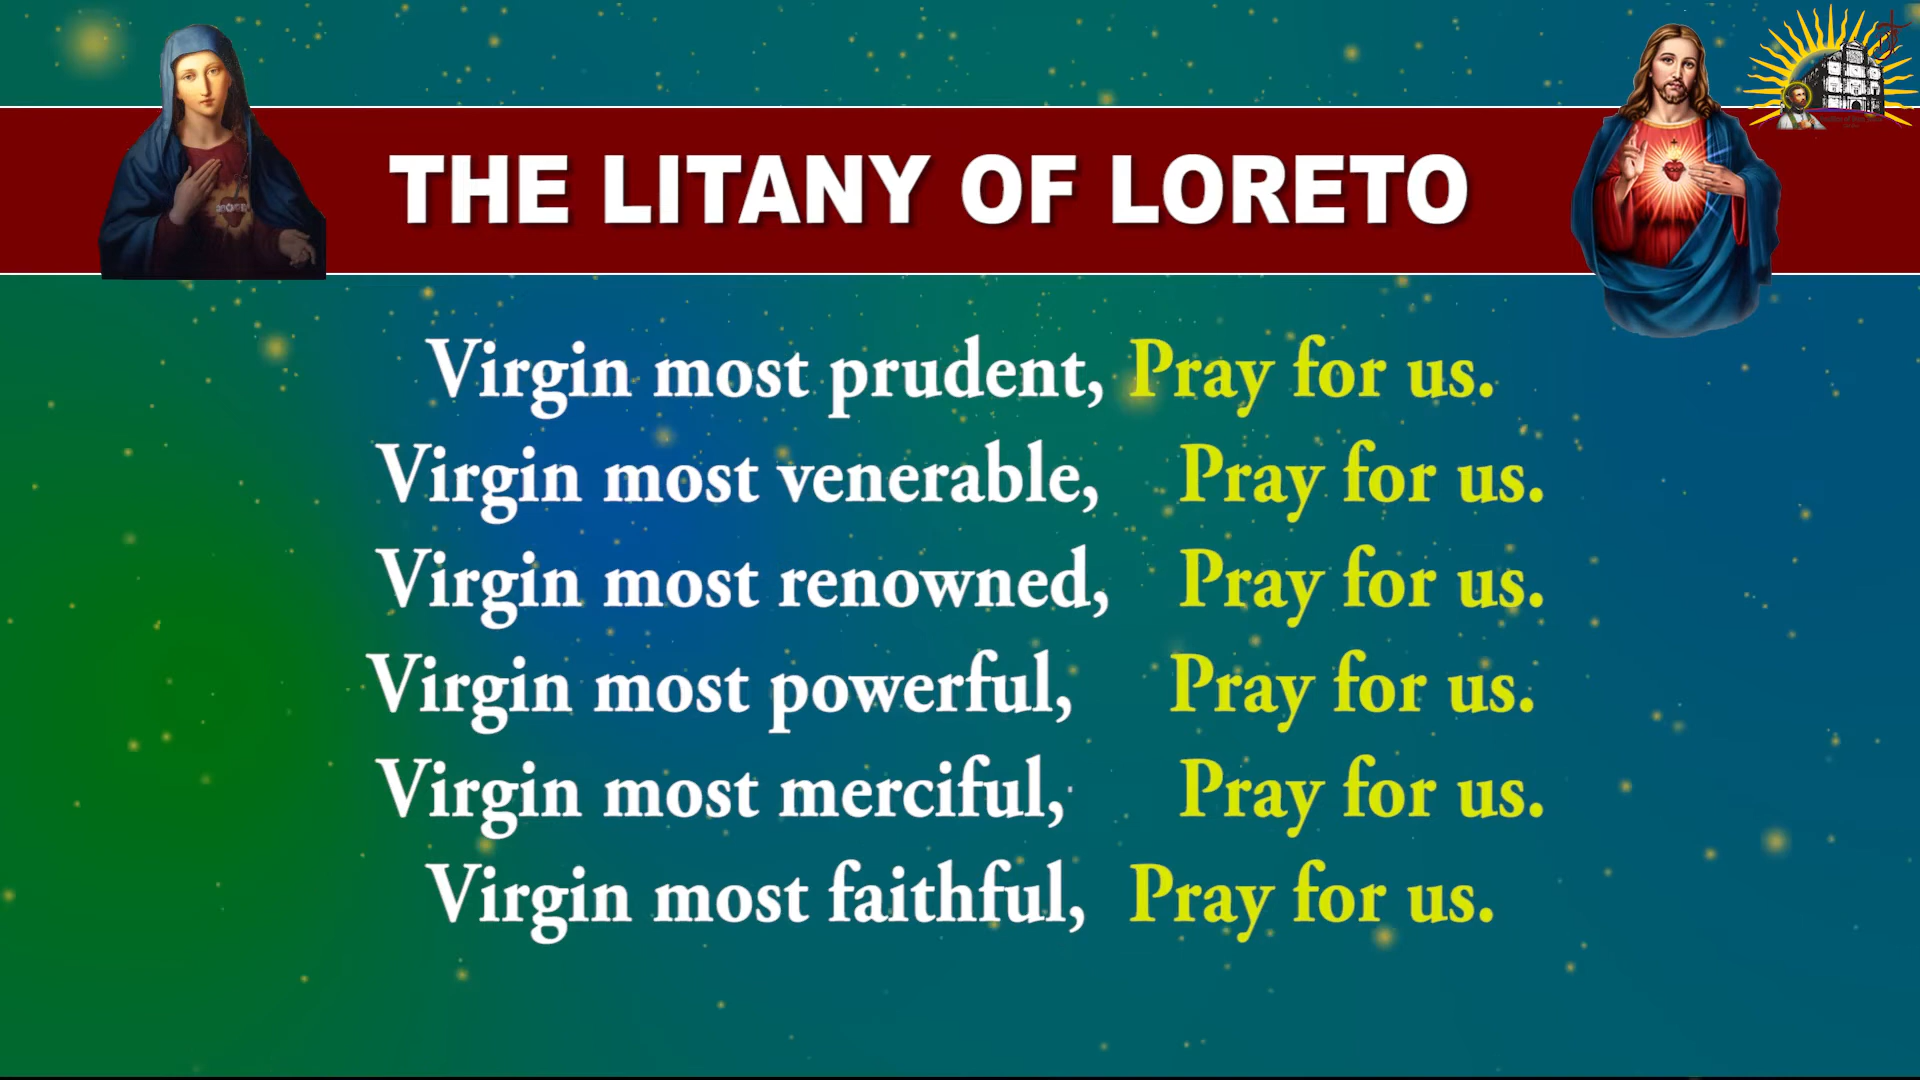 THE LITANY OF LORETO
Virgin most prudent, Pray for us.
Virgin most venerable, Pray for us.
Virgin most renowned, Pray for us.
Virgin most powerful, Pray for us.
Virgin most merciful, Pray for us.
Virgin most faithful, Pray for us.